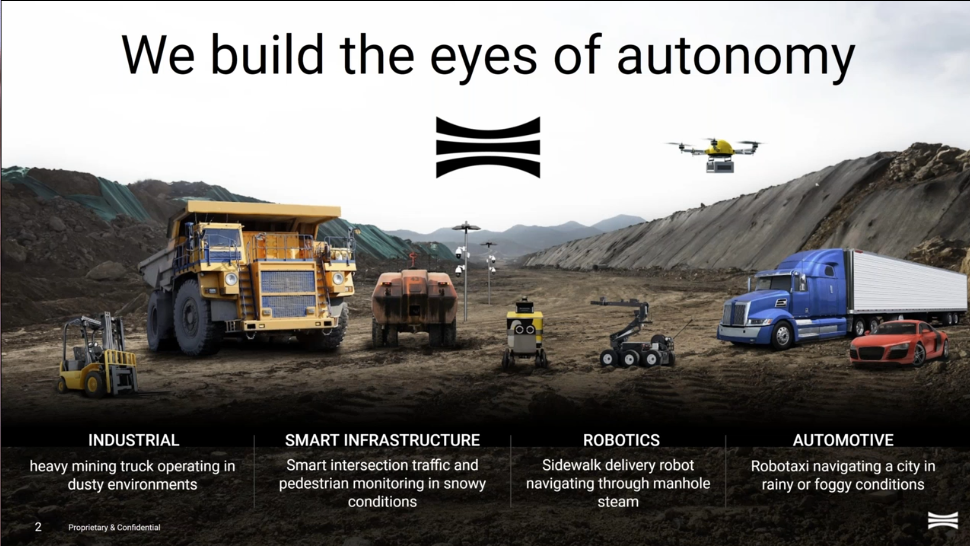 We build the eyes of autonomy
INDUSTRIAL
heavy mining truck operating in
dusty environments
SMART INFRASTRUCTURE
Smart intersection traffic and
pedestrian monitoring in snowy
conditions
ROBOTICS
Sidewalk delivery robot
navigating through manhole
steam
AUTOMOTIVE
Robotaxi navigating a city in
rainy or foggy conditions
2
Proprietary & Confidential